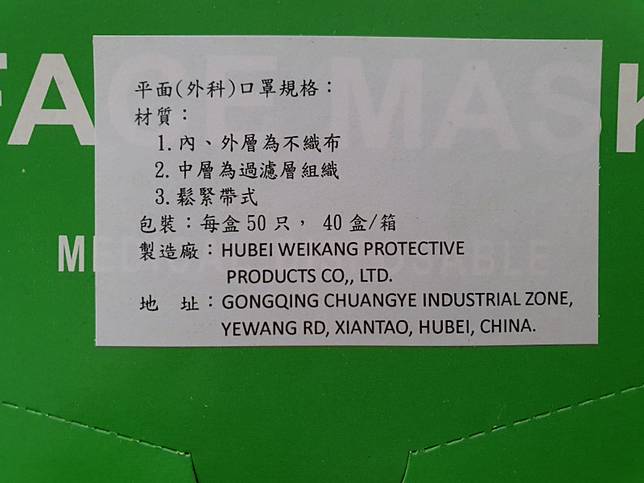 FACE MASK
平面(外科)口罩規格：
材質：
1.內、外層為不織布
2.中層為過濾層組織
3.鬆緊帶式
包裝：每盒50只， 40盒/箱
製造廠：HUBEI WEIKANG PROTECTIVE
PRODUCTS CO,, LTD.
地 址：GONGQING CHUANGYE INDUSTRIAL ZONE,
YEWANG RD, XIANTAO, HUBEI, CHINA.